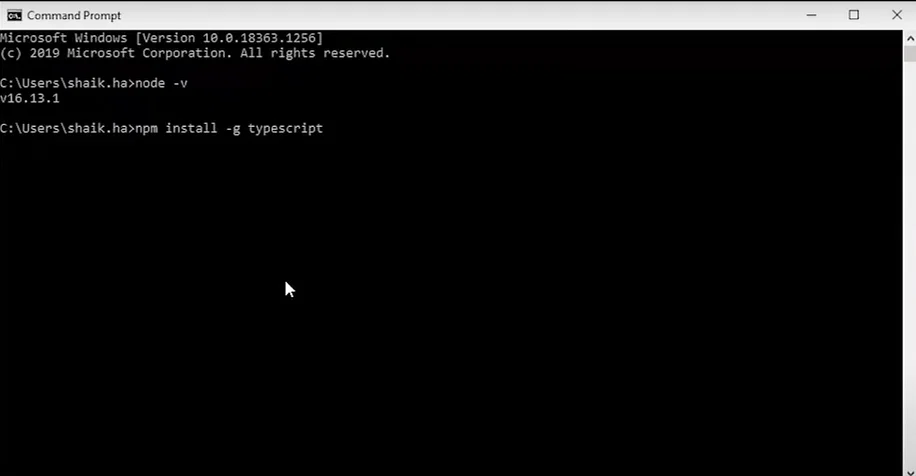 Command Prompt
Microsoft Windows [Version 10.0.18363.1256]
(c) 2019 Microsoft Corporation. All rights reserved.
C:\Users\shaik.ha>node -v
v16.13.1
C:\Users\shaik.ha>npm install -g typescript